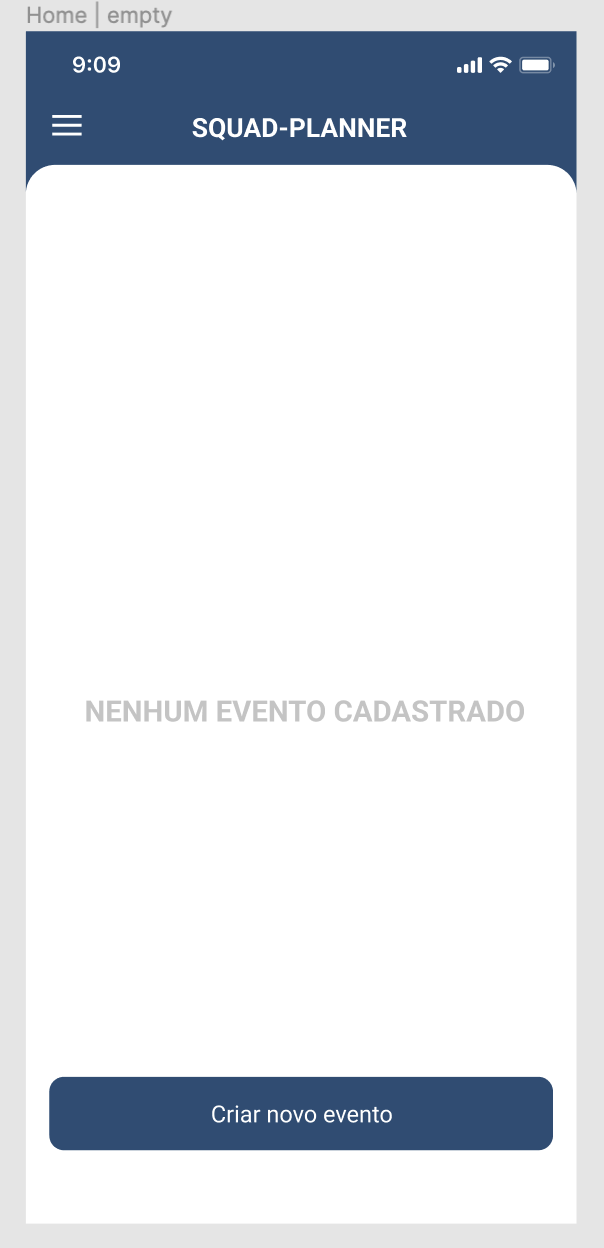 Home | empty
9:09
SQUAD-PLANNER
NENHUM EVENTO CADASTRADO
Criar novo evento